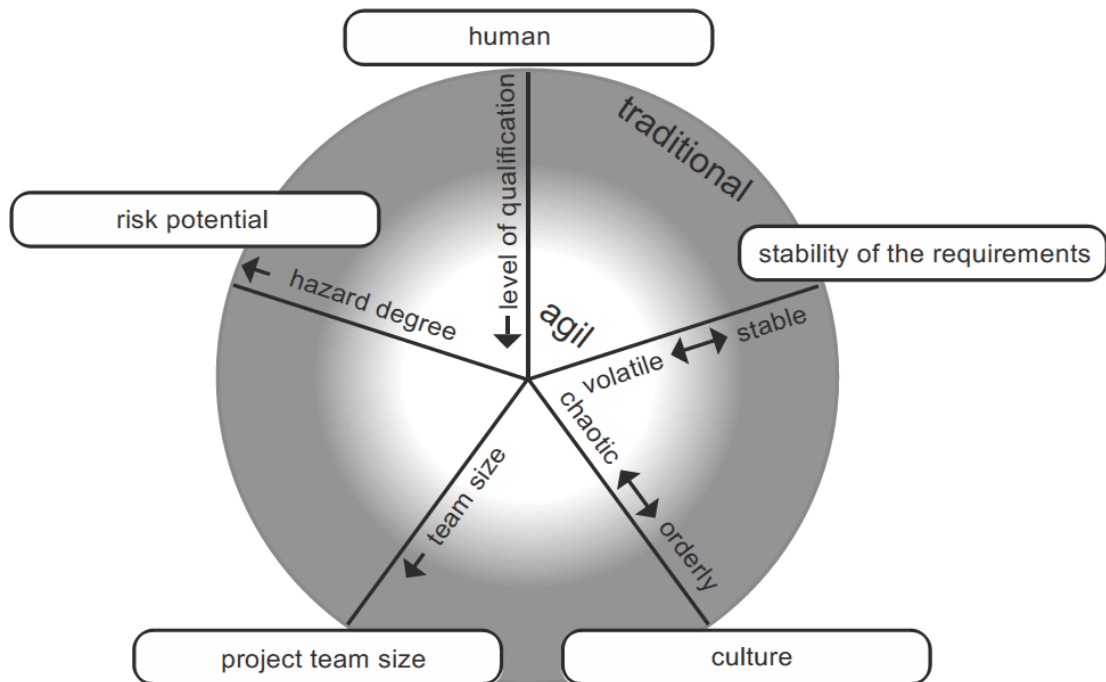 human
traditional
level of qualification
risk potential
stability of the requirements
hazard degree
agil
stable
volatile
chaotic
team size
orderly
project team size
culture